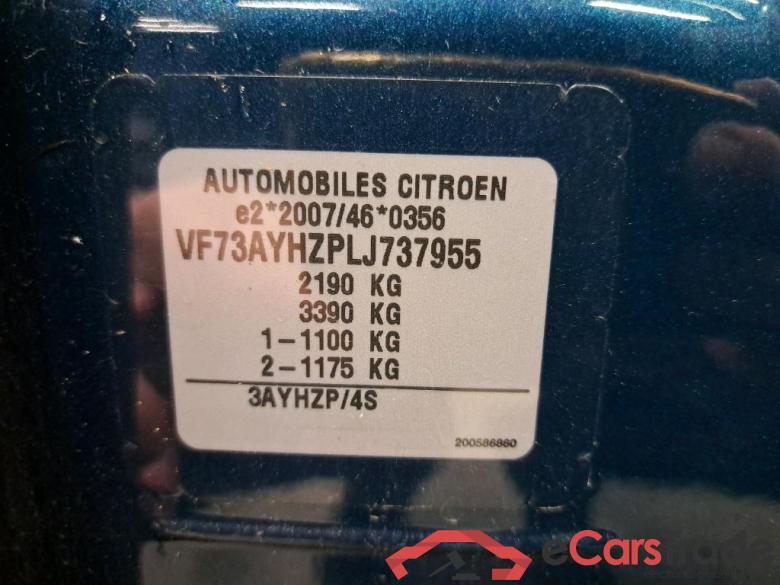 AUTOMOBILES CITROEN
e2*2007/46*0356
VF73AYHZPLJ737955
2190 KG
3390 KG
1-1100 KG
2-1175 KG
3AYHZP/4S
200586860
eCarstrade